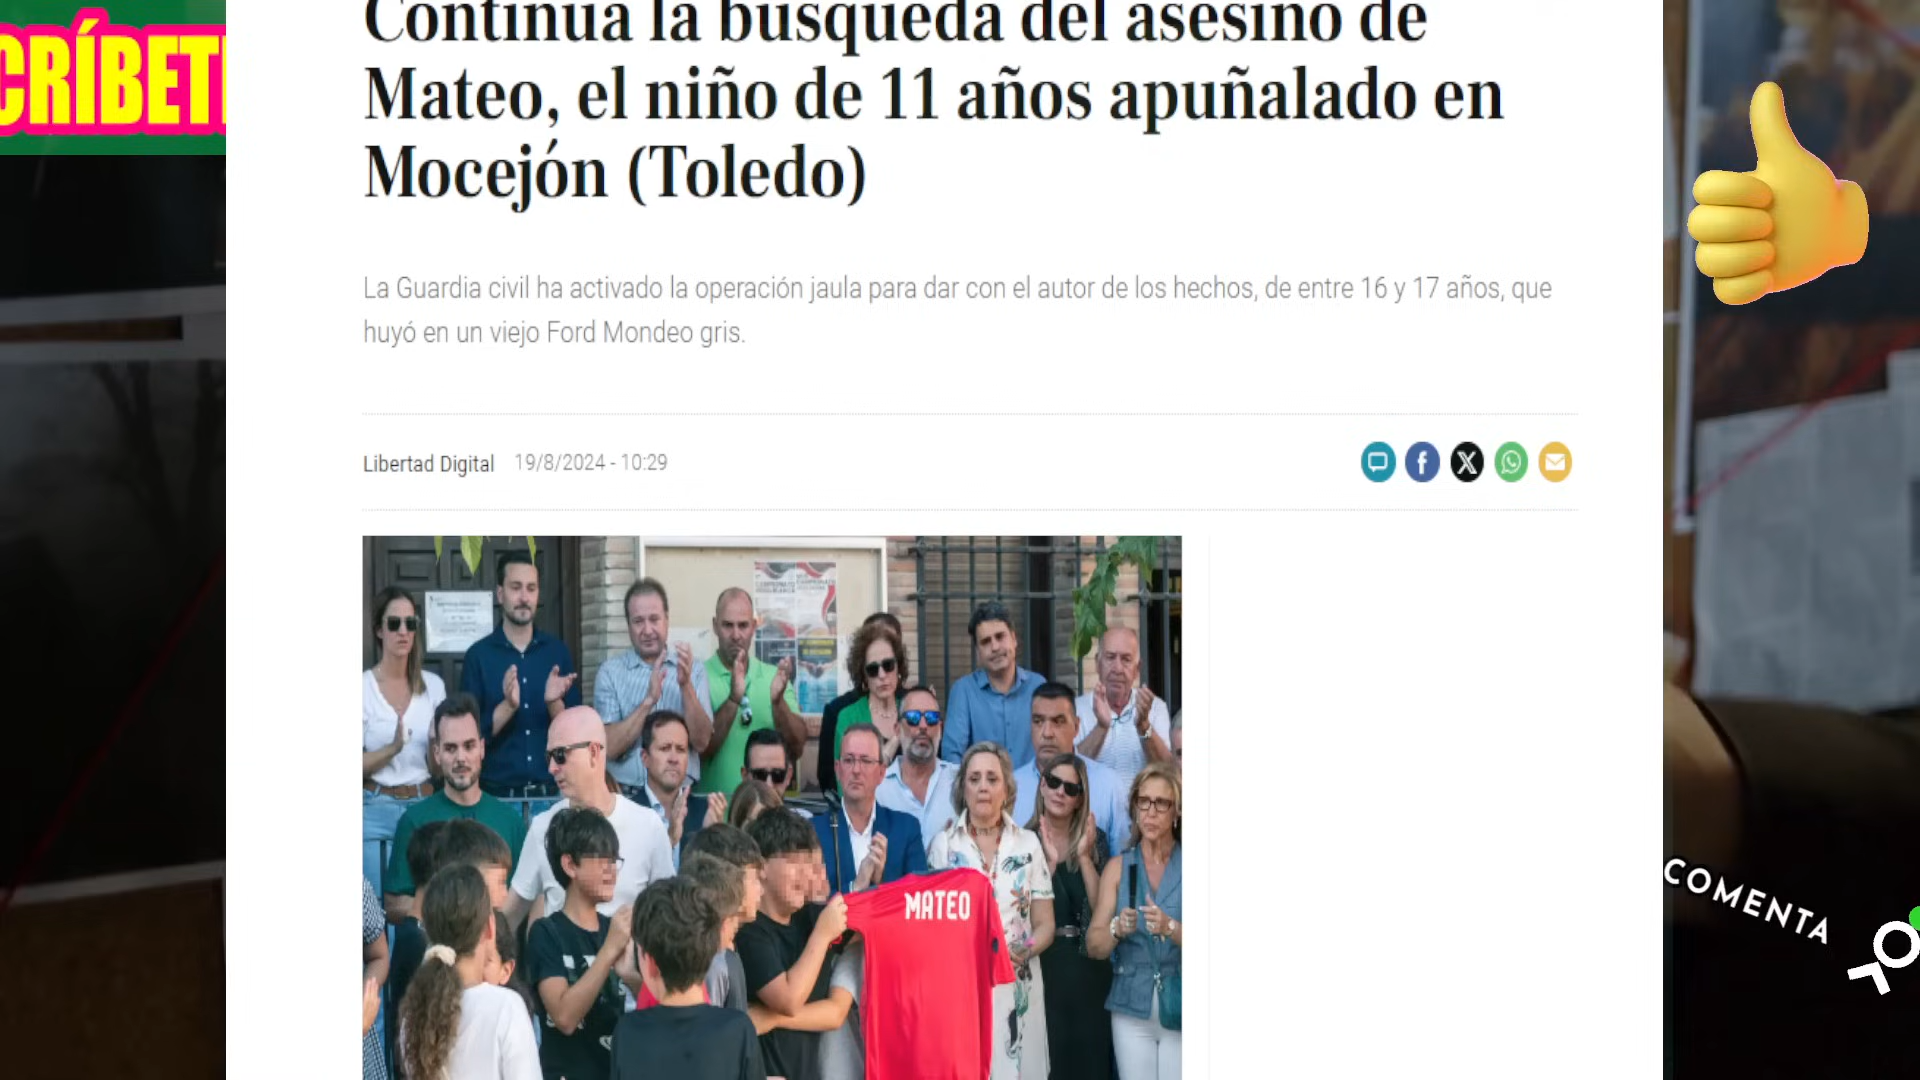 CRÍBET
Continúa la búsqueda del asesino de
Mateo, el niño de 11 años apuñalado en
Mocejón (Toledo)
La Guardia civil ha activado la operación jaula para dar con el autor de los hechos, de entre 16 y 17 años, que
huyó en un viejo Ford Mondeo gris.
Libertad Digital 19/8/2024 - 10:29
MATEO
COMENTA